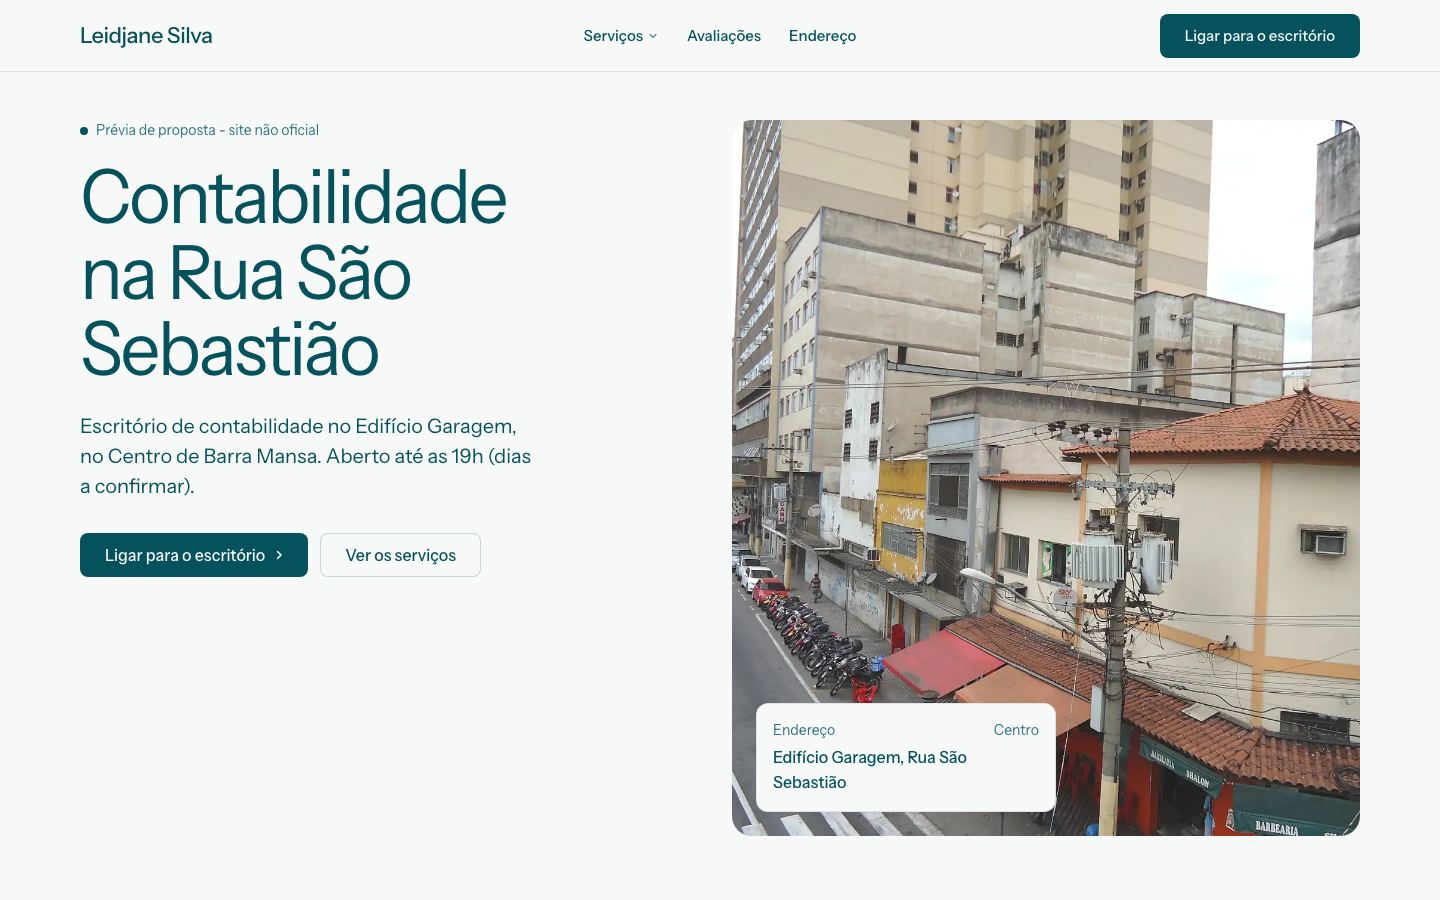 Leidjane Silva
Serviços
Avaliações
Endereço
Ligar para o escritório
Prévia de proposta - site não oficial
Contabilidade
na Rua São
Sebastião
Escritório de contabilidade no Edifício Garagem,
no Centro de Barra Mansa. Aberto até as 19h (dias
a confirmar).
Ligar para o escritório
Ver os serviços
SKY
Endereço
Centro
Edifício Garagem, Rua São
Sebastião
SHALON
BARBEARIA